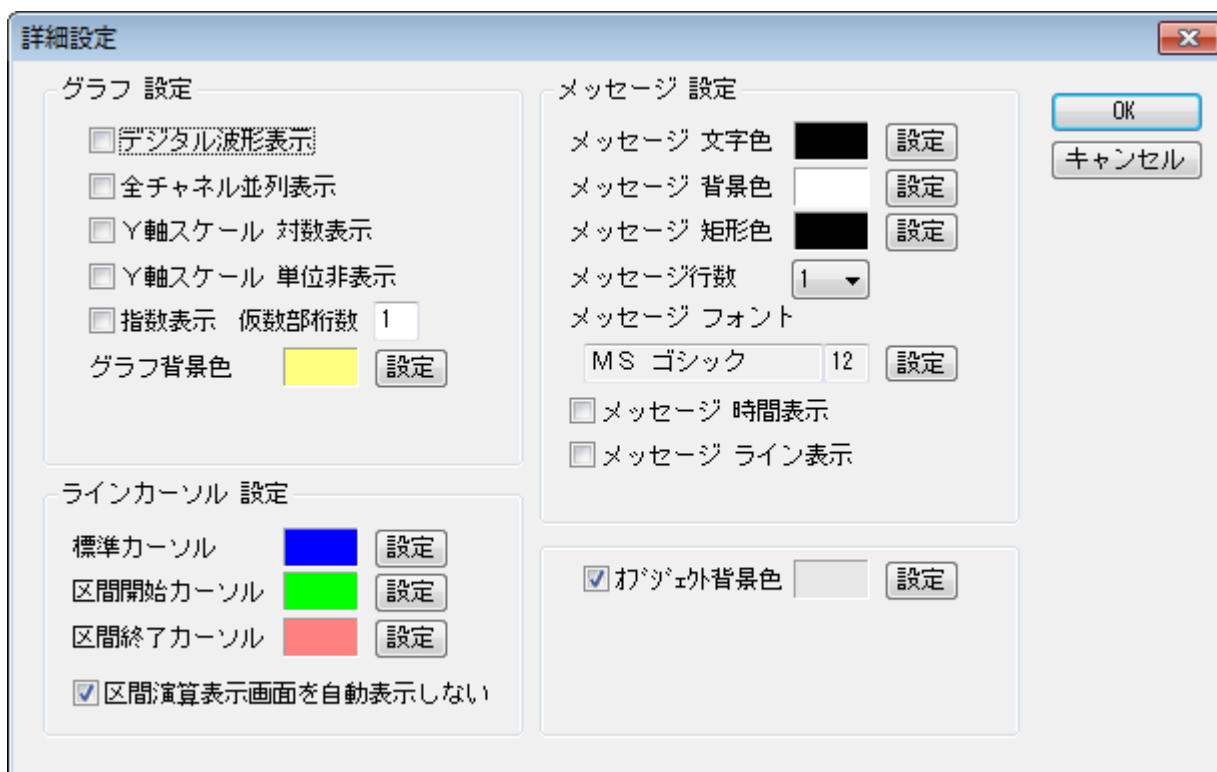 詳細設定
グラフ 設定
デジタル波形表示
全チャネル並列表示
Y軸スケール 対数表示
Y軸スケール 単位非表示
指数表示 仮数部桁数 1
グラフ背景色 設定
ラインカーソル 設定
標準カーソル 設定
区間開始カーソル 設定
区間終了カーソル 設定
区間演算表示画面を自動表示しない
メッセージ 設定
メッセージ 文字色 設定
メッセージ 背景色 設定
メッセージ 矩形色 設定
メッセージ行数 1
メッセージ フォント
MS ゴシック 12 設定
メッセージ 時間表示
メッセージ ライン表示
オブジェクト背景色 設定
OK
キャンセル